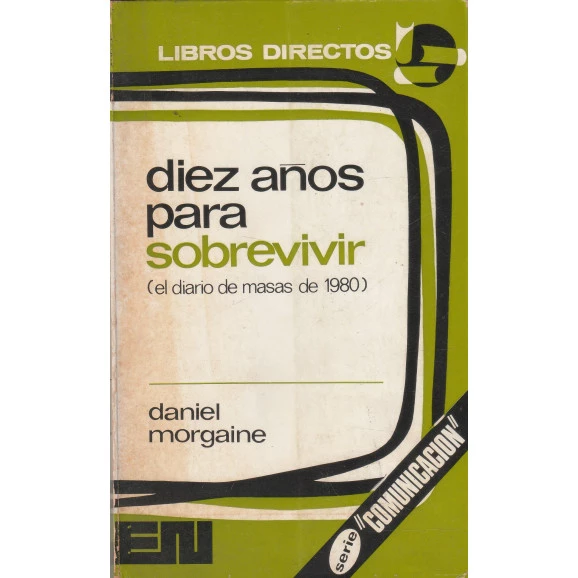 LIBROS DIRECTOS
diez años
para
sobrevivir
(el diario de masas de 1980)
daniel
morgaine
serie "COMUNICACION"
EN